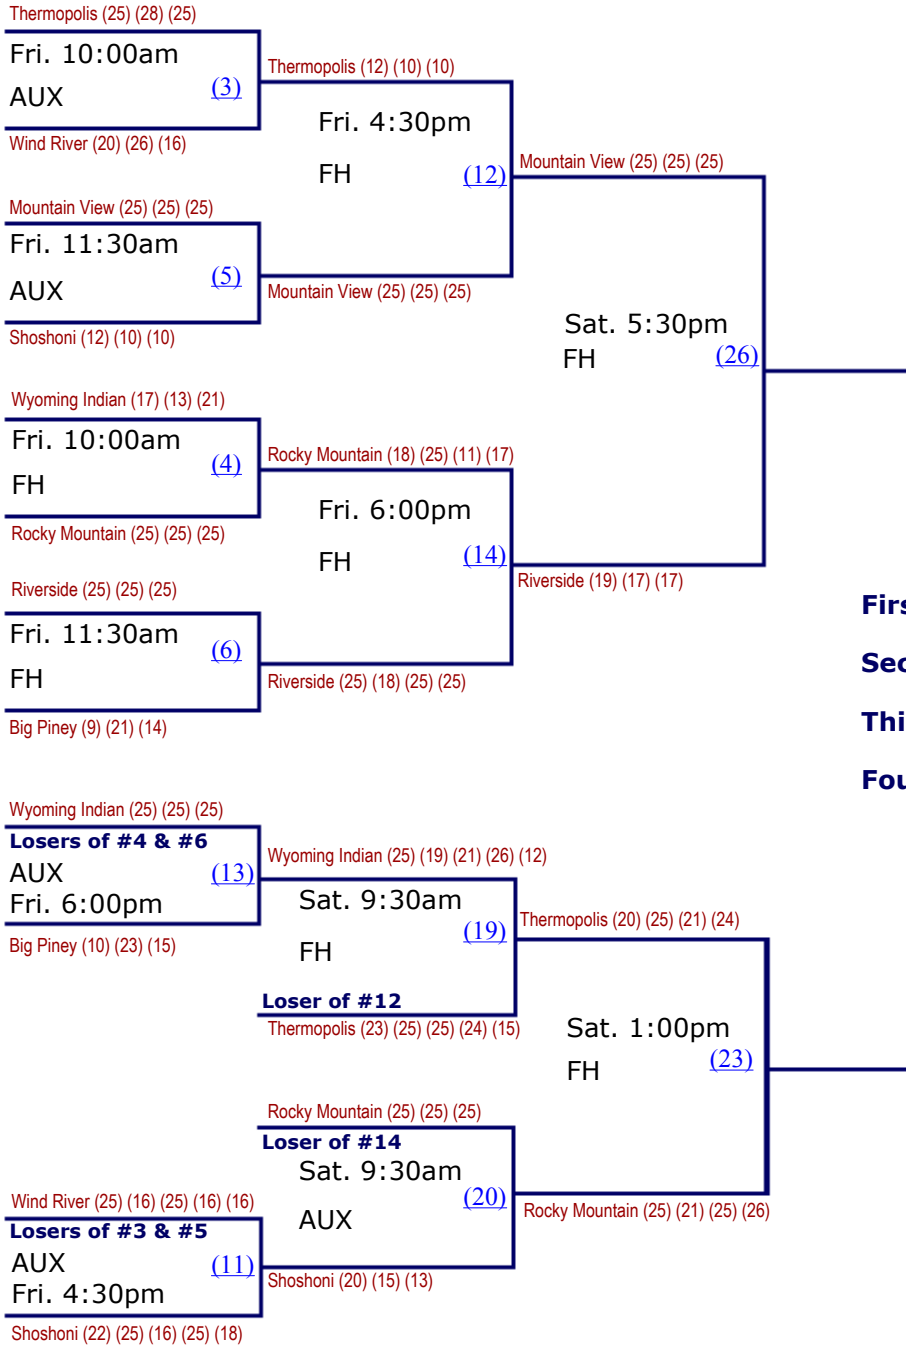 Thermopolis (25) (28) (25)
Fri. 10:00am
(3)
AUX
Wind River (20) (26) (16)
Thermopolis (12) (10) (10)
Fri. 4:30pm
FH
(12)
Mountain View (25) (25) (25)
Mountain View (25) (25) (25)
Fri. 11:30am
(5)
AUX
Shoshoni (12) (10) (10)
Mountain View (25) (25) (25)
Sat. 5:30pm
FH
(26)
Wyoming Indian (17) (13) (21)
Fri. 10:00am
(4)
FH
Rocky Mountain (25) (25) (25)
Rocky Mountain (18) (25) (11) (17)
Fri. 6:00pm
FH
(14)
Riverside (19) (17) (17)
Riverside (25) (25) (25)
Fri. 11:30am
(6)
FH
Big Piney (9) (21) (14)
Riverside (25) (18) (25) (25)
Wyoming Indian (25) (25) (25)
Losers of #4 & #6
AUX
(13)
Fri. 6:00pm
Big Piney (10) (23) (15)
Wyoming Indian (25) (19) (21) (26) (12)
Sat. 9:30am
(19)
FH
Loser of #12
Thermopolis (23) (25) (25) (24) (15)
Thermopolis (20) (25) (21) (24)
Sat. 1:00pm
FH
(23)
Rocky Mountain (25) (25) (25)
Loser of #14
Sat. 9:30am
(20)
AUX
Rocky Mountain (25) (21) (25) (26)
Wind River (25) (16) (25) (16) (16)
Losers of #3 & #5
AUX
(11)
Fri. 4:30pm
Shoshoni (22) (25) (16) (25) (18)
Shoshoni (20) (15) (13)